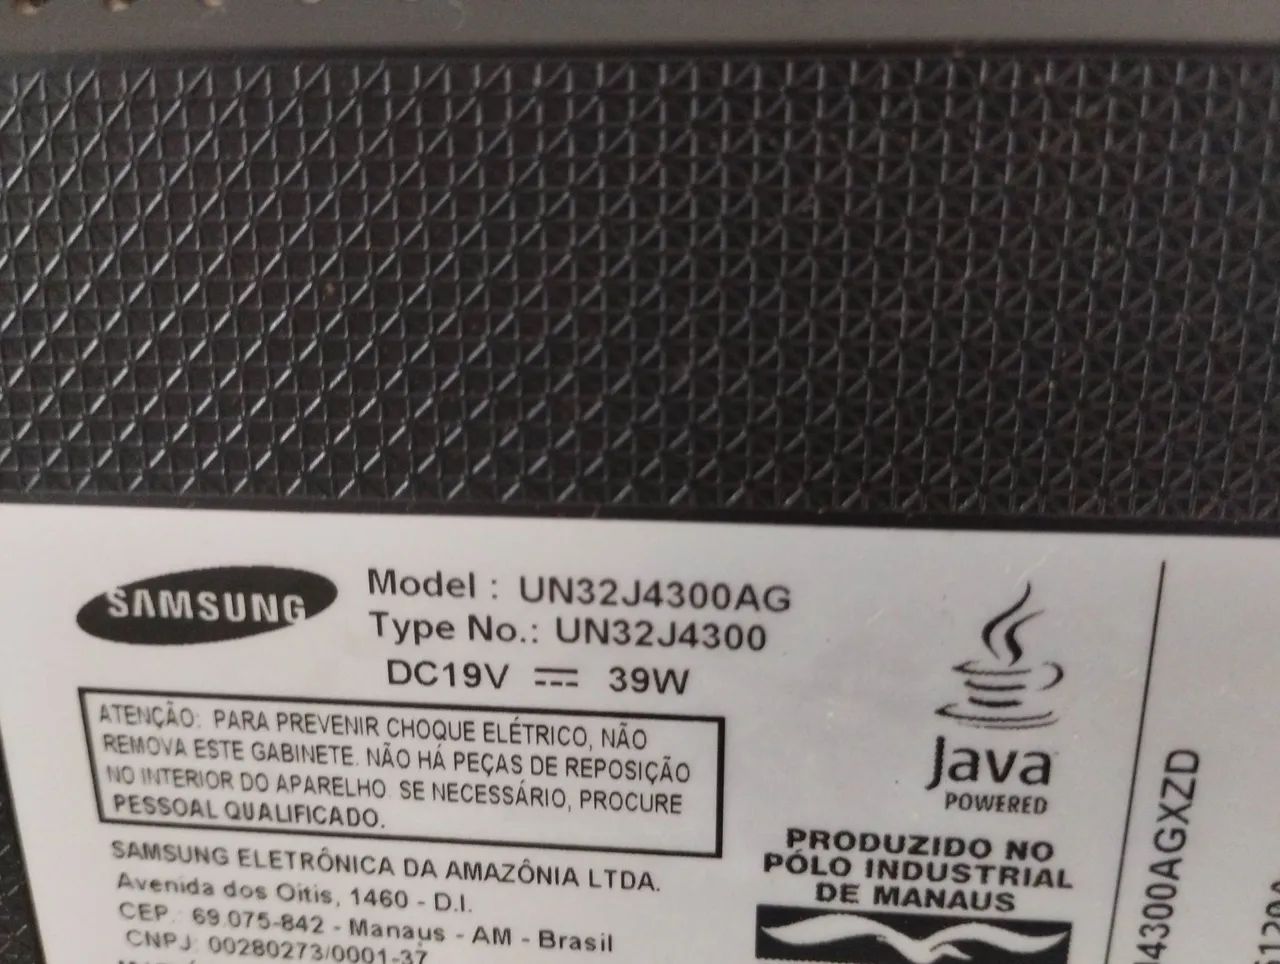 SAMSUNG
Model : UN32J4300AG
Type No.: UN32J4300
DC19V 39W
ATENÇÃO: PARA PREVENIR CHOQUE ELÉTRICO, NÃO
REMOVA ESTE GABINETE. NÃO HÁ PEÇAS DE REPOSIÇÃO
NO INTERIOR DO APARELHO SE NECESSÁRIO, PROCURE
PESSOAL QUALIFICADO.
SAMSUNG ELETRÔNICA DA AMAZÔNIA LTDA.
Avenida dos Oitis, 1460 - D.I.
CEP.: 69.075-842 - Manaus - AM - Brasil
CNPJ: 00280273/0001-37
Java
POWERED
PRODUZIDO NO
PÓLO INDUSTRIAL
DE MANAUS
J4300AGXZD